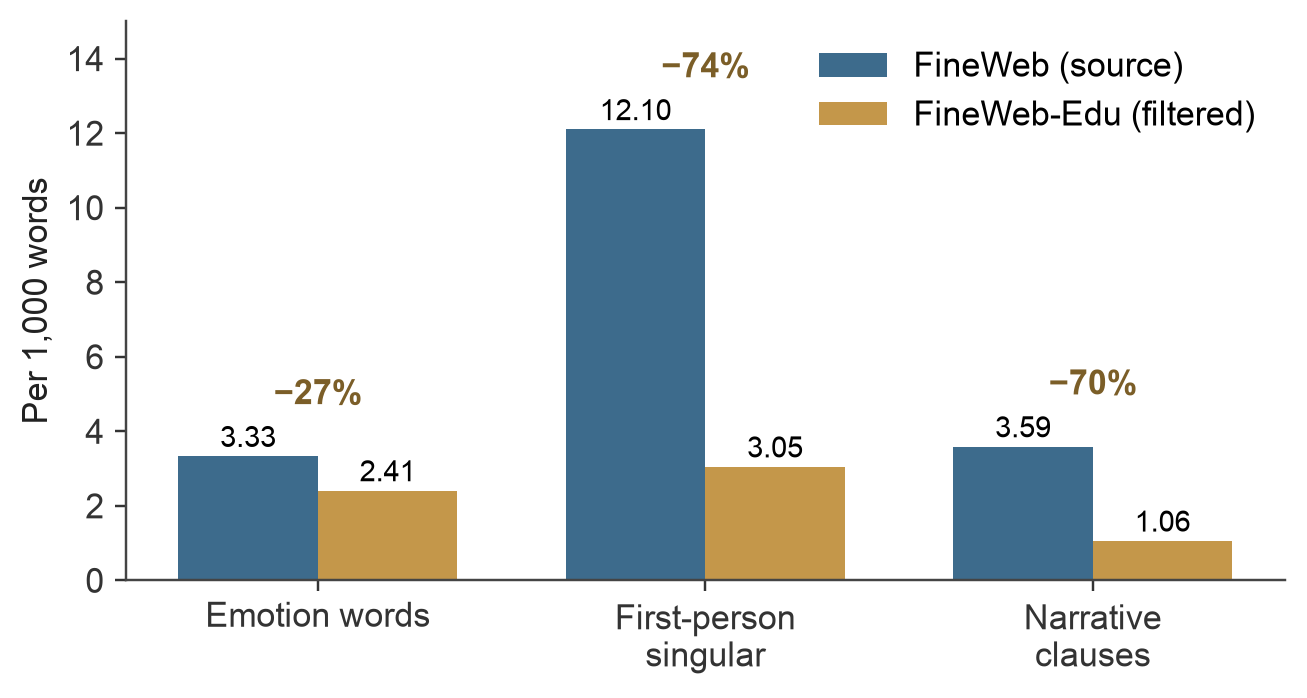 Per 1,000 words
14
12
10
8
6
4
2
0
FineWeb (source)
FineWeb-Edu (filtered)
−27%
3.33
2.41
−74%
12.10
3.05
−70%
3.59
1.06
Emotion words
First-person
singular
Narrative
clauses